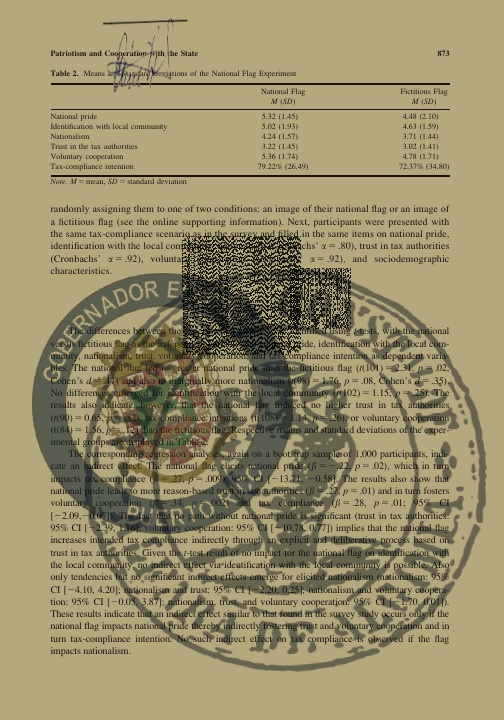 Patriotism and Cooperation with the State 873
Table 2. Means and Standard Deviations of the National Flag Experiment
National Flag Fictitious Flag
M (SD) M (SD)
National pride 5.32 (1.45) 4.48 (2.10)
Identification with local community 5.02 (1.93) 4.63 (1.59)
Nationalism 4.24 (1.57) 3.71 (1.44)
Trust in the tax authorities 3.22 (1.45) 3.02 (1.41)
Voluntary cooperation 5.36 (1.74) 4.78 (1.71)
Tax-compliance intention 79.22% (26.49) 72.37% (34.80)
Note. M = mean, SD = standard deviation
randomly assigning them to one of two conditions: an image of their national flag or an image of
a fictitious flag (see the online supporting information). Next, participants were presented with
the same tax-compliance scenario as in the survey and filled in the same items on national pride,
identification with the local com hs' α = .80), trust in tax authorities
(Cronbachs' α = .92), volunta α = .92), and sociodemographic
characteristics.
GOBERNADOR
The differences between the using t-tests, with the national
versus fictitious flag as the ride, identification with the local com-
munity, nationalism, trust, voluntary cooperation, and tax-compliance intention as dependent varia-
bles. The national flag led to greater national pride than the fictitious flag (t(101) = 2.31, p = .02,
Cohen's d = .47) and also to marginally more nationalism (t(98) = 1.76, p = .08, Cohen's d = .35).
No difference emerged for identification with the local community (t(102) = 1.15, p = .25). The
results also indicate, however, that the national flag induced no higher trust in tax authorities
(t(90) = 0.65, p = .52), tax-compliance intentions (t(108) = 1.14, p = .26), or voluntary cooperation
(t(84) = 1.56, p = .12) than the fictitious flag. Respective means and standard deviations of the exper-
imental groups are displayed in Table 2.
The corresponding regression analyses, again on a bootstrap sample of 1,000 participants, indi-
cate an indirect effect. The national flag elicits national pride (β = −.22, p = .02), which in turn
impacts tax compliance (β = .27, p = .009; 95% CI [−13.21, −0.58]. The results also show that
national pride leads to more reason-based trust in tax authorities (β = .27, p = .01) and in turn fosters
voluntary cooperation (β = .34, p = .002) and tax compliance (β = .28, p = .01; 95% CI
[−2.09, −0.07]). The fact that no path without national pride is significant (trust in tax authorities:
95% CI [−2.39, ]; voluntary cooperation: 95% CI [−10.78, 0.77]) implies that the national flag
increases intended tax compliance indirectly through an explicit and deliberative process based on
trust in tax authorities. Given the t-test result of no impact for the national flag on identification with
the local community, no indirect effect via identification with the local community is possible. Also
only tendencies but no significant indirect effects emerge for elicited nationalism (nationalism: 95%
CI [−4.10, 4.20]; nationalism and trust: 95% CI [−2.20, 0.25]; nationalism and voluntary coopera-
tion: 95% CI [−0.05, 3.87]; nationalism, trust, and voluntary cooperation: 95% CI [−1.70, 0.01]).
These results indicate that an indirect effect similar to that found in the survey study occurs only if the
national flag impacts national pride thereby indirectly fostering trust and voluntary cooperation and in
turn tax-compliance intention. No such indirect effect on tax compliance is observed if the flag
impacts nationalism.